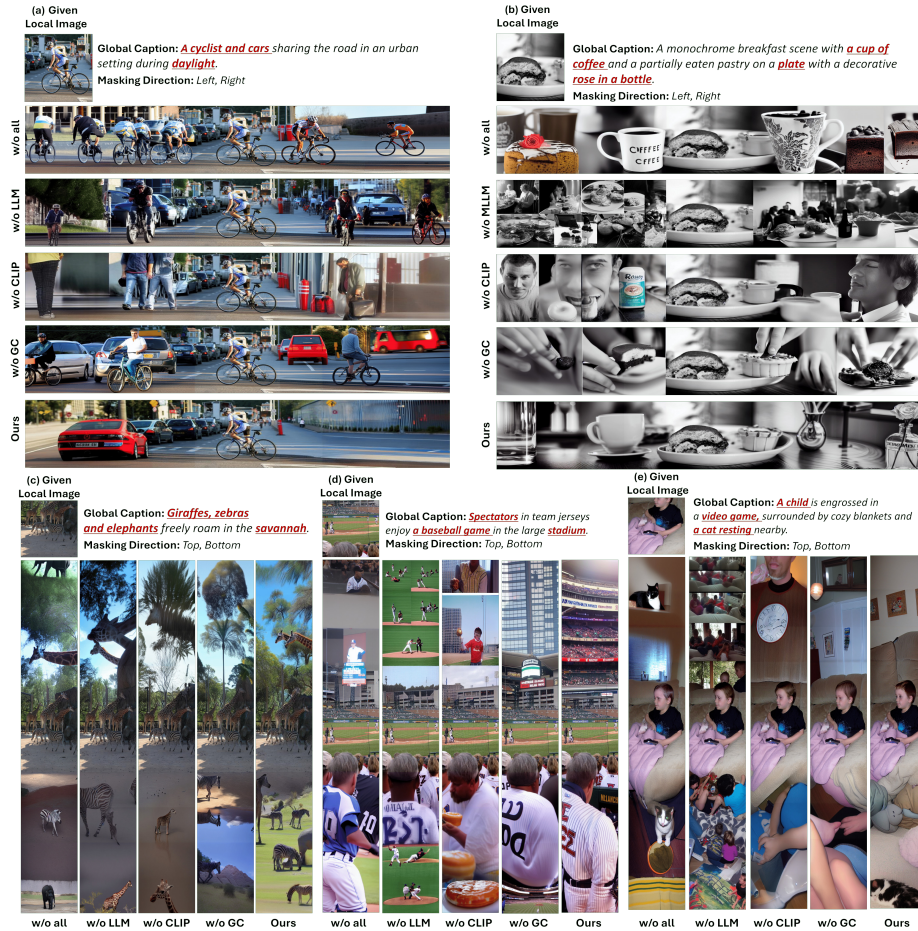 (a) Given
Local Image
Global Caption: A cyclist and cars sharing the road in an urban
setting during daylight.
Masking Direction: Left, Right
w/o all
w/o LLM
w/o CLIP
w/o GC
Ours
(b) Given
Local Image
Global Caption: A monochrome breakfast scene with a cup of
coffee and a partially eaten pastry on a plate with a decorative
rose in a bottle.
Masking Direction: Left, Right
w/o all
CFFFEE
CFFEE
w/o MLLM
w/o CLIP
w/o GC
Ours
(c) Given
Local Image
Global Caption: Giraffes, zebras
and elephants freely roam in the savannah.
Masking Direction: Top, Bottom
w/o all
w/o LLM
w/o CLIP
w/o GC
Ours
(d) Given
Local Image
Global Caption: Spectators in team jerseys
enjoy a baseball game in the large stadium.
Masking Direction: Top, Bottom
w/o all
w/o LLM
w/o CLIP
w/o GC
Ours
(e) Given
Local Image
Global Caption: A child is engrossed in
a video game, surrounded by cozy blankets and
a cat resting nearby.
Masking Direction: Top, Bottom
w/o all
w/o LLM
w/o CLIP
w/o GC
Ours